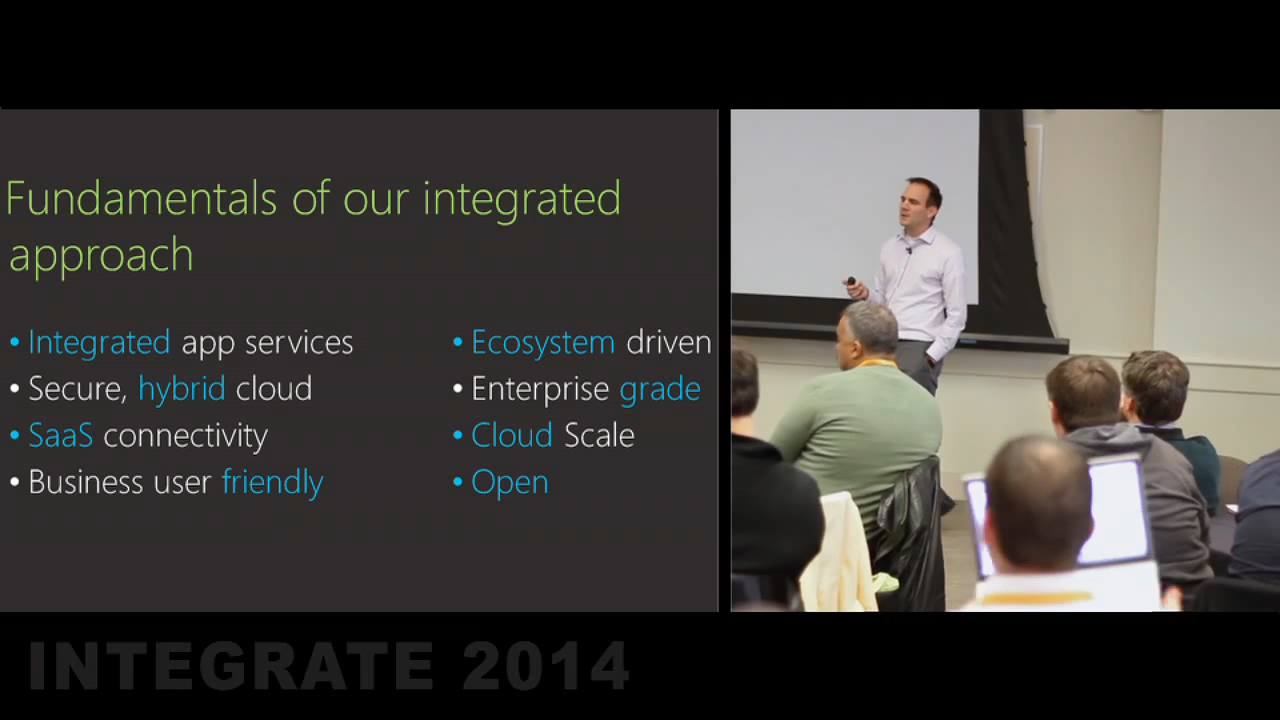 Fundamentals of our integrated
approach
• Integrated app services
• Secure, hybrid cloud
• SaaS connectivity
• Business user friendly
• Ecosystem driven
• Enterprise grade
• Cloud Scale
• Open
INTEGRATE 2014